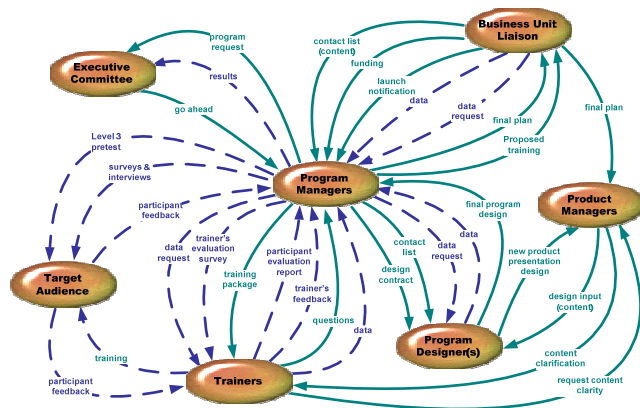 Business Unit
Liaison
program
request
contact list
(content)
funding
Executive
Committee
results
launch
notification
data
data
request
final plan
go ahead
final plan
Level 3
pretest
Proposed
training
surveys &
interviews
Program
Managers
participant
feedback
final program
design
Product
Managers
data
request
trainer's
evaluation
survey
participant
evaluation
report
contact
list
data
data
request
new product
presentation
design
Target
Audience
training
package
trainer's
feedback
design
contract
design input
(content)
questions
data
Program
Designer(s)
training
content
clarification
participant
feedback
Trainers
request content
clarity